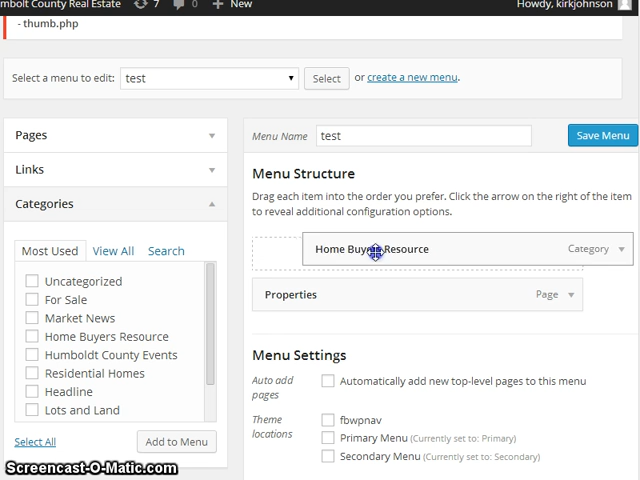 mbolt County Real Estate 7 0 New Howdy, kirkjohnson
- thumb.php
Select a menu to edit: test Select or create a new menu.
Pages
Links
Categories
Most Used View All Search
Uncategorized
For Sale
Market News
Home Buyers Resource
Humboldt County Events
Residential Homes
Headline
Lots and Land
Select All Add to Menu
Menu Name test Save Menu
Menu Structure
Drag each item into the order you prefer. Click the arrow on the right of the item
to reveal additional configuration options.
Home Buyers Resource Category
Properties Page
Menu Settings
Auto add
pages
Automatically add new top-level pages to this menu
Theme
locations
fbwpnav
Primary Menu (Currently set to: Primary)
Secondary Menu (Currently set to: Secondary)
Screencast-O-Matic.com